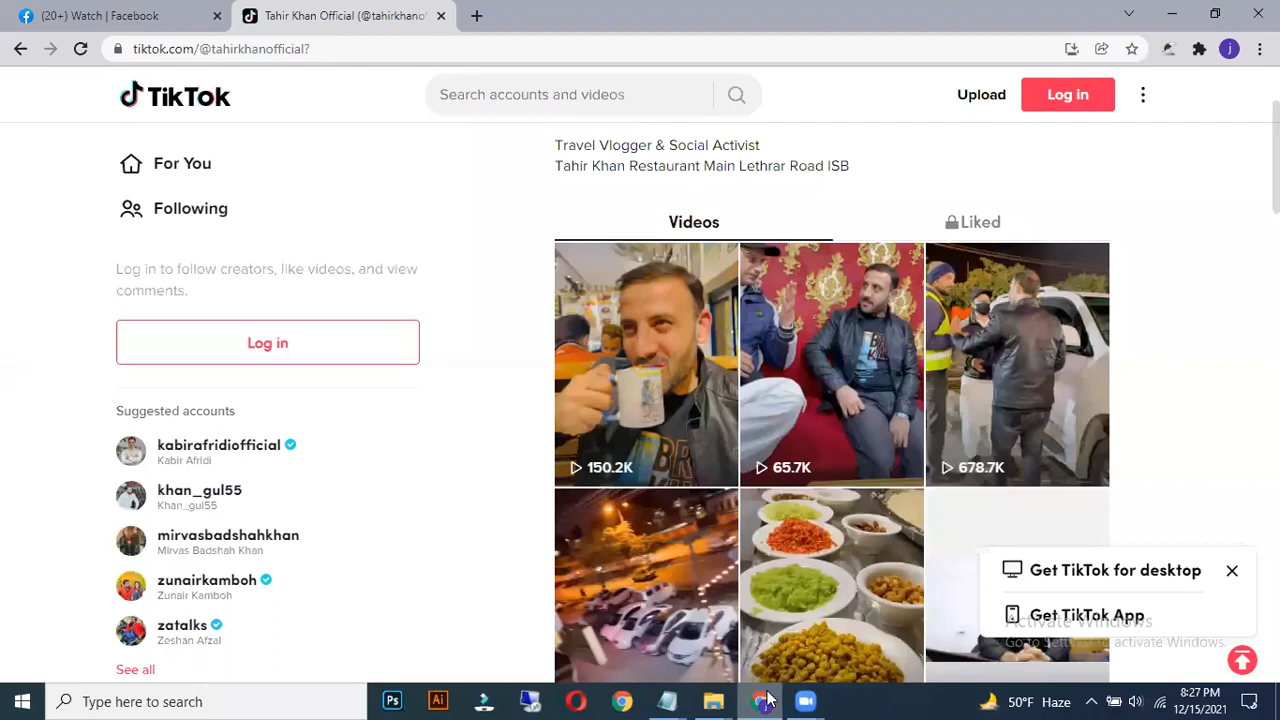 (20+) Watch | Facebook
Tahir Khan Official (@tahirkhano
tiktok.com/@tahirkhanofficial?
j
TikTok
Search accounts and videos
Upload
Log in
For You
Following
Log in to follow creators, like videos, and view
comments.
Log in
Suggested accounts
kabirafridiofficial
Kabir Afridi
khan_gul55
Khan_gul55
mirvasbadshahkhan
Mirvas Badshah Khan
zunairkamboh
Zunair Kamboh
zatalks
Zeshan Afzal
See all
Travel Vlogger & Social Activist
Tahir Khan Restaurant Main Lethrar Road ISB
Videos
Liked
150.2K
65.7K
678.7K
Get TikTok for desktop
Get TikTok App
Activate Windows
Go to Settings to activate Windows.
Type here to search
Ps
Ai
50°F Haze
8:27 PM
12/15/2021